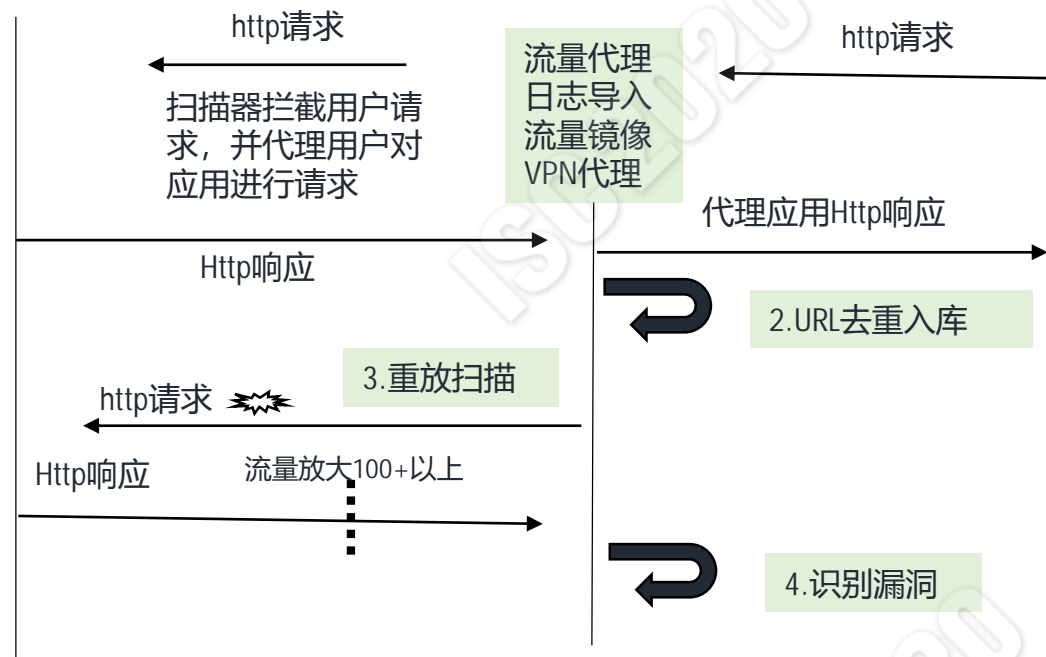 http请求
http请求
流量代理
日志导入
流量镜像
VPN代理
扫描器拦截用户请
求，并代理用户对
应用进行请求
代理应用Http响应
Http响应
2.URL去重入库
3.重放扫描
http请求
Http响应
流量放大100+以上
4.识别漏洞
ISC 2020